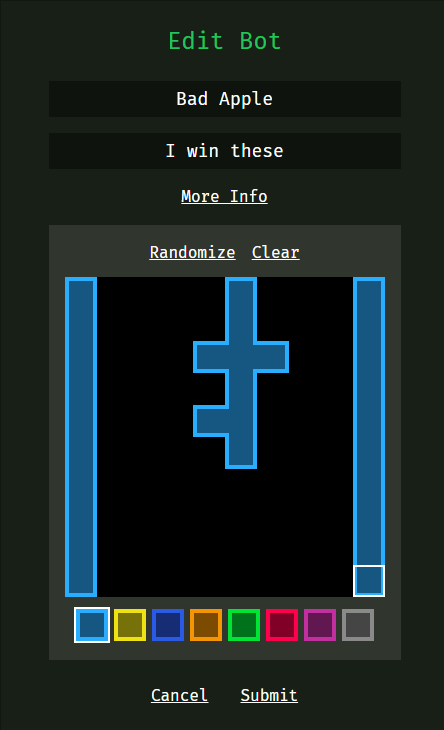 Edit Bot
Bad Apple
I win these
More Info
Randomize Clear
Cancel Submit